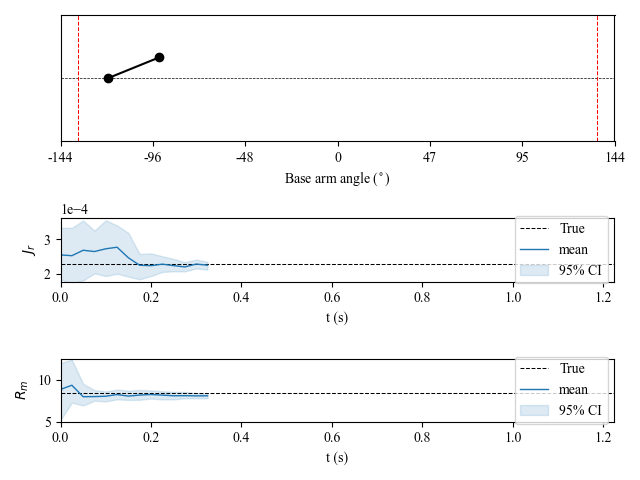 -144 -96 -48 0 47 95 144
Base arm angle (°)
1e−4
3
2
J_r
True
mean
95% CI
0.0 0.2 0.4 0.6 0.8 1.0 1.2
t (s)
10
5
R_m
True
mean
95% CI
0.0 0.2 0.4 0.6 0.8 1.0 1.2
t (s)